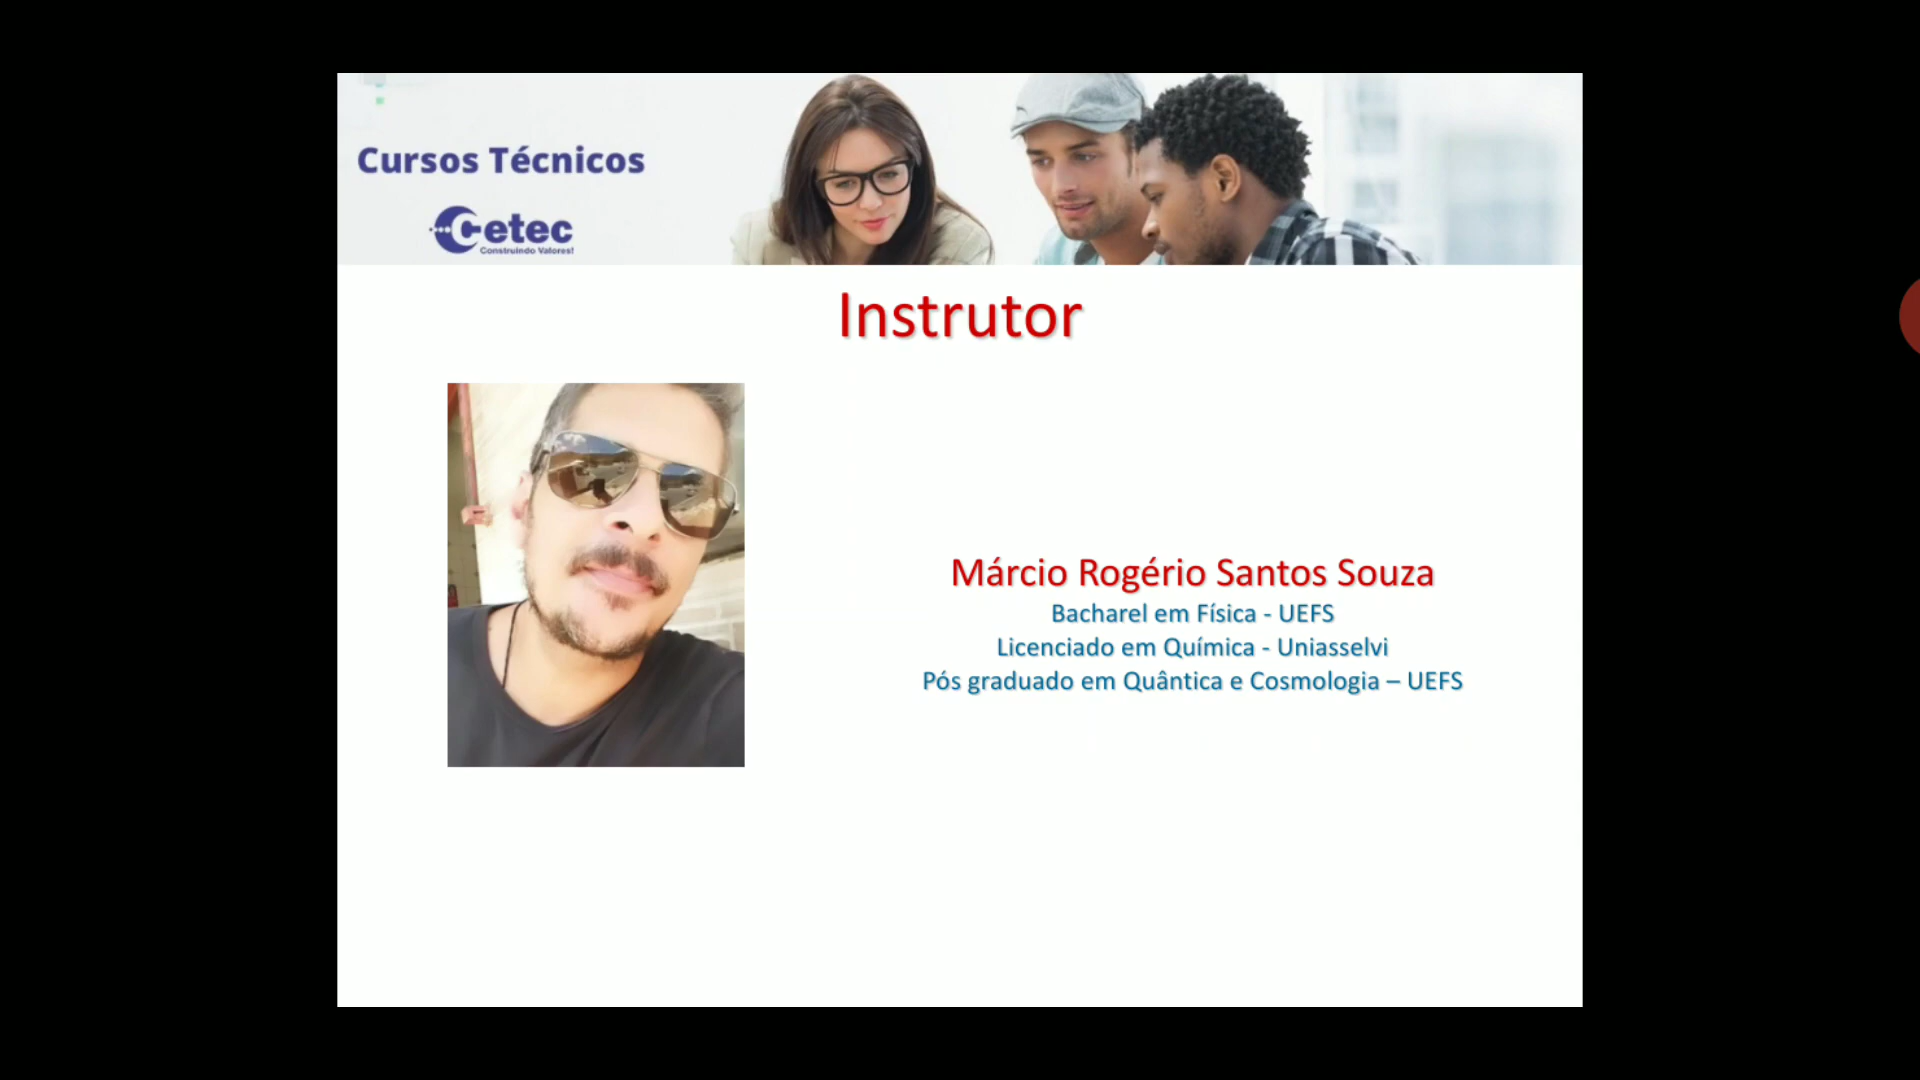 Cursos Técnicos
Cetec
Construindo Valores!
Instrutor
Márcio Rogério Santos Souza
Bacharel em Física - UEFS
Licenciado em Química - Uniasselvi
Pós graduado em Quântica e Cosmologia – UEFS